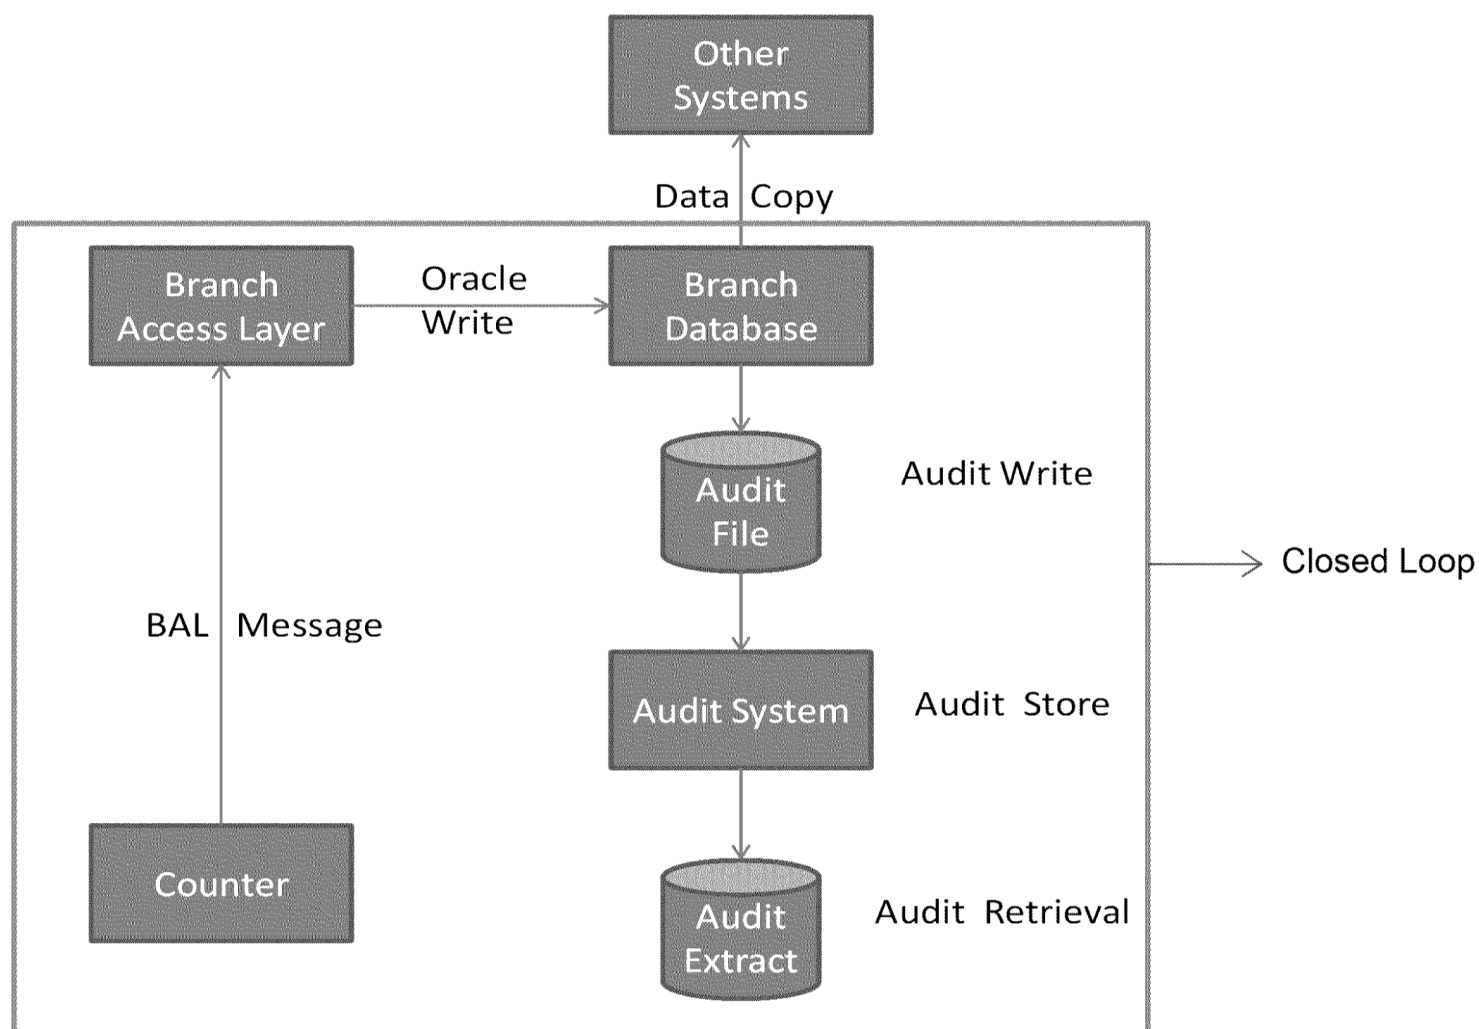 Other
Systems
Data Copy
Branch
Access Layer
Oracle
Write
Branch
Database
Audit
File
Audit Write
Closed Loop
BAL Message
Audit System
Audit Store
Counter
Audit
Extract
Audit Retrieval